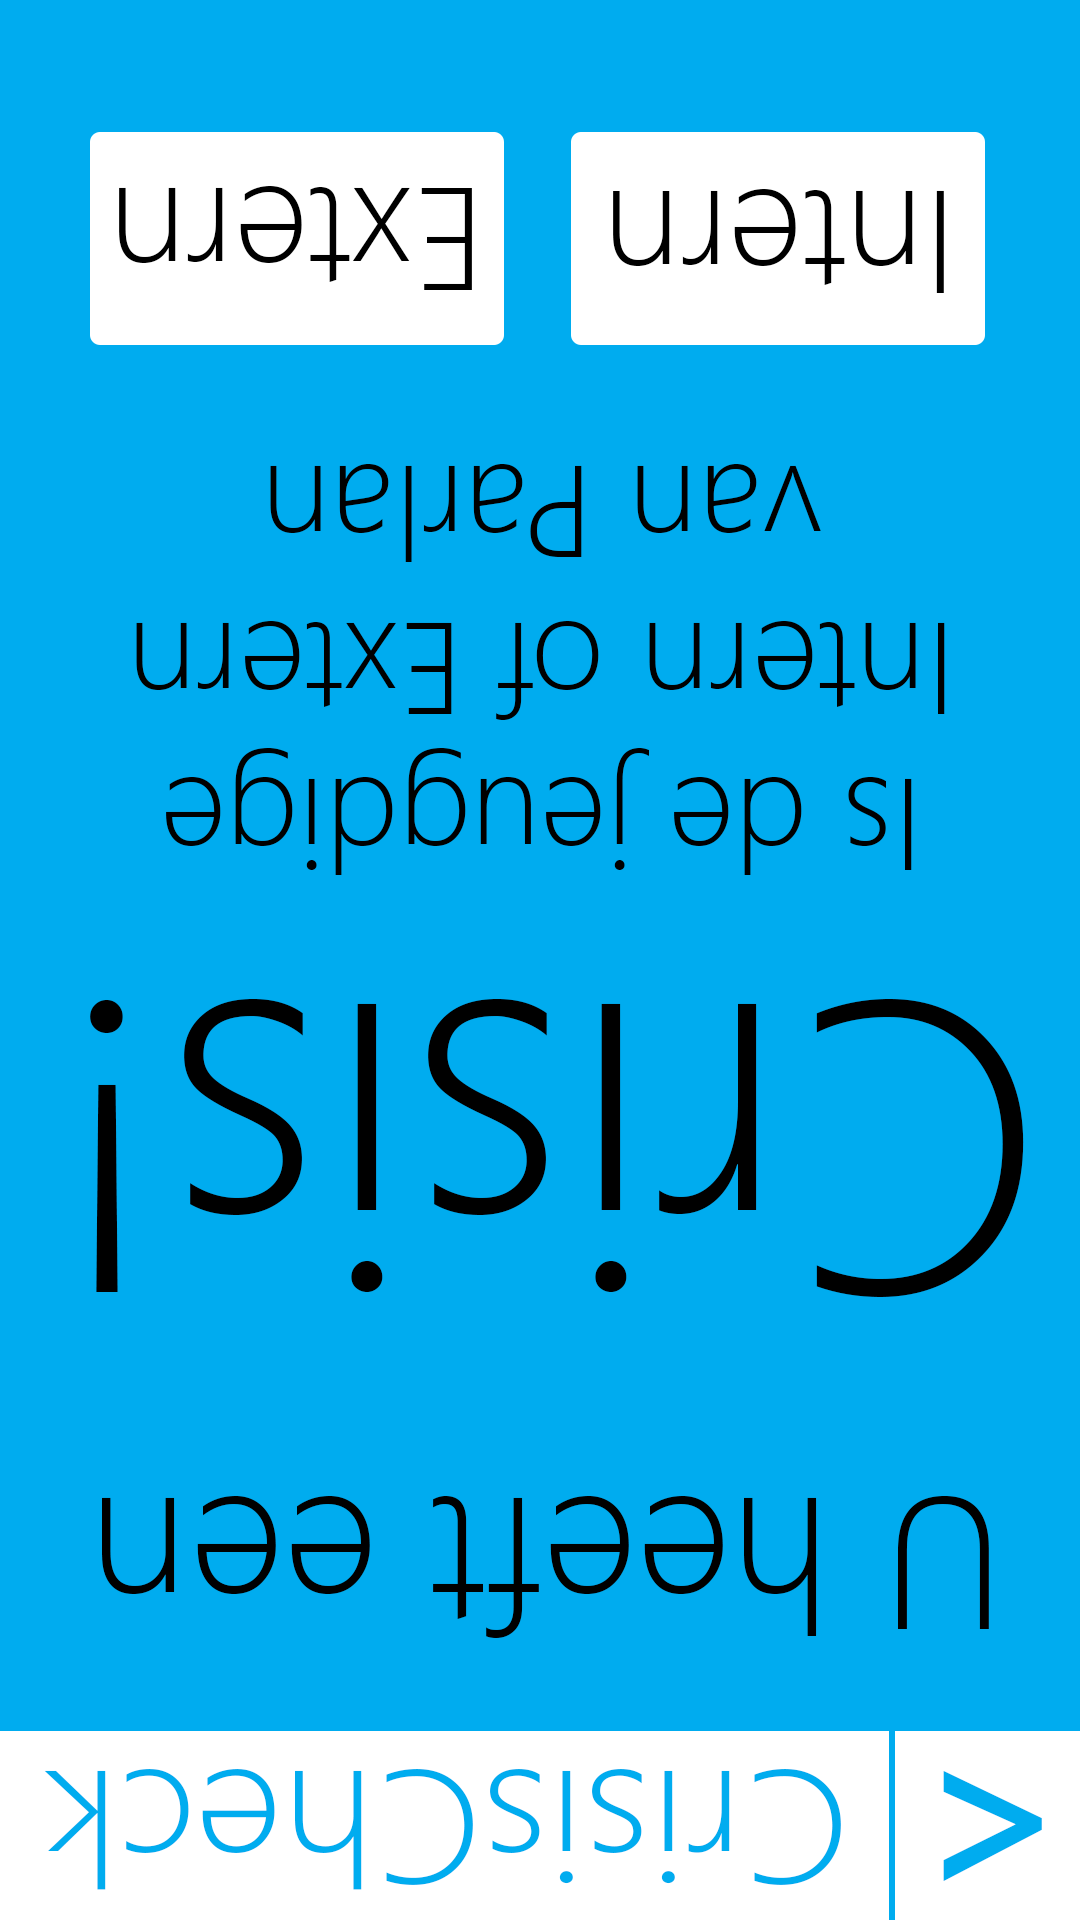 < CrisisCheck
U heeft een
Crisis!
Is de jeugdige
Intern of Extern
van Parlan
Intern
Extern